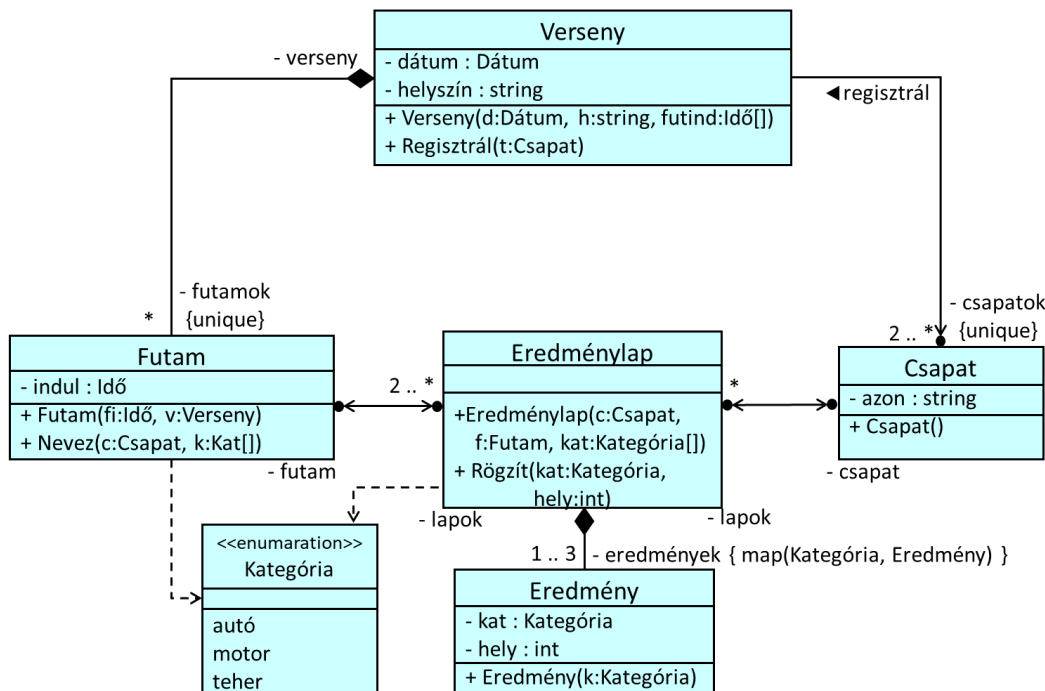 Verseny
- dátum : Dátum
- helyszín : string
+ Verseny(d:Dátum, h:string, futind:Idő[])
+ Regisztrál(t:Csapat)
- verseny
◄regisztrál
- futamok
{unique}
*
- csapatok
{unique}
2 .. *
Futam
- indul : Idő
+ Futam(fi:Idő, v:Verseny)
+ Nevez(c:Csapat, k:Kat[])
- futam
2 .. *
Eredménylap
+Eredménylap(c:Csapat,
f:Futam, kat:Kategória[])
+ Rögzít(kat:Kategória,
hely:int)
- lapok
- lapok
*
Csapat
- azon : string
+ Csapat()
- csapat
<<enumaration>>
Kategória
autó
motor
teher
1 .. 3
- eredmények { map(Kategória, Eredmény) }
Eredmény
- kat : Kategória
- hely : int
+ Eredmény(k:Kategória)